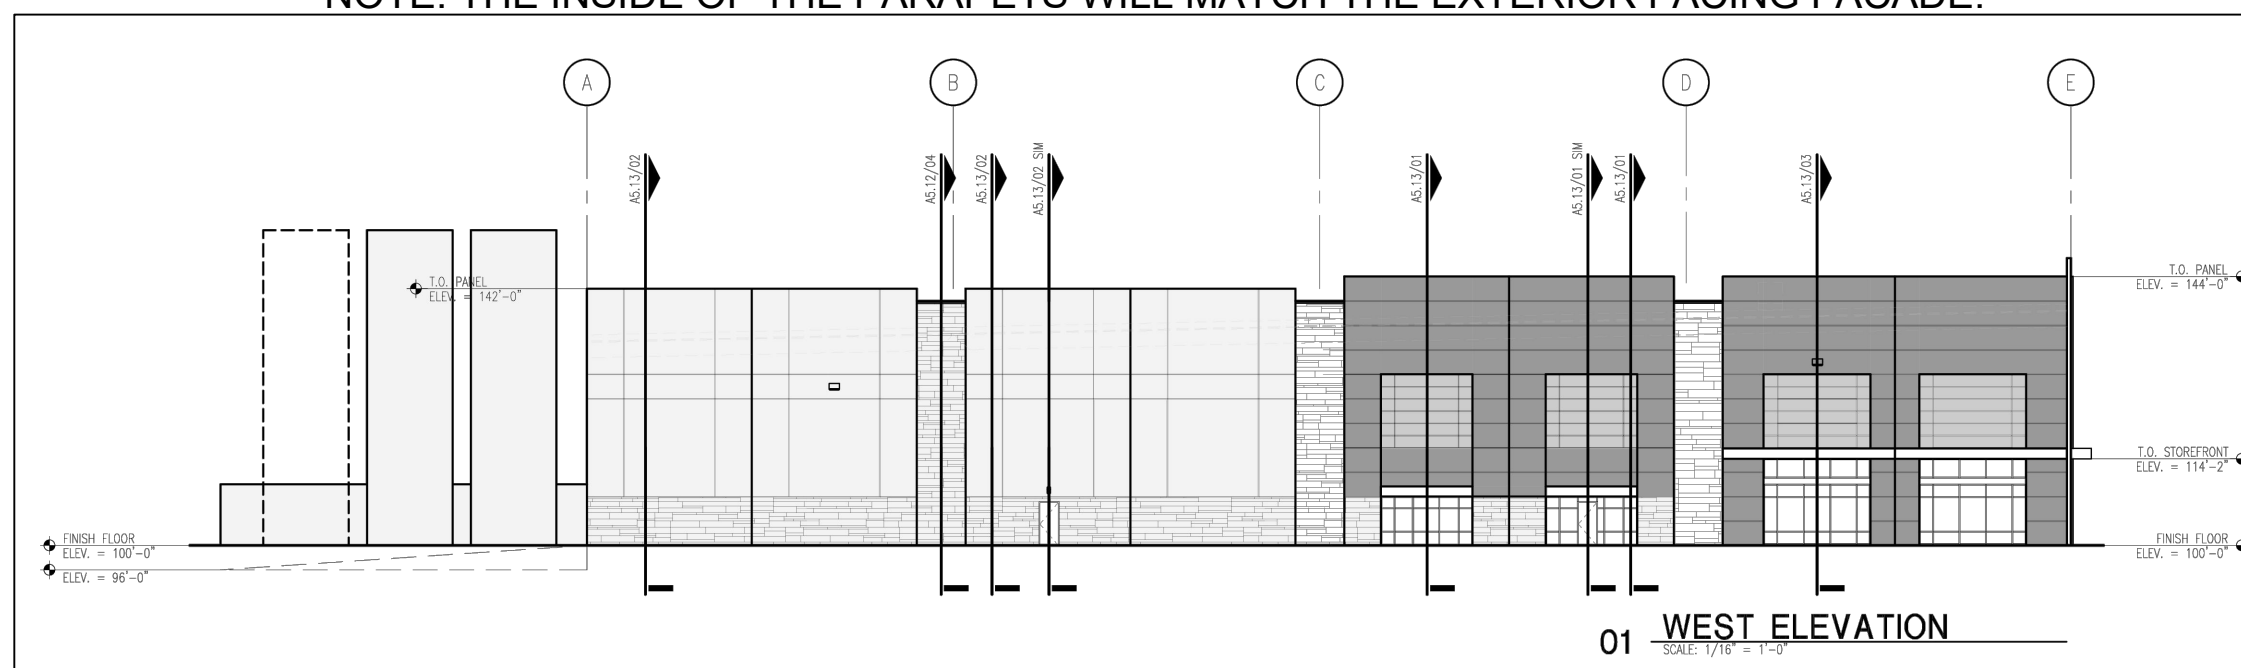 NOTE: THE INSIDE OF THE PARAPETS WILL MATCH THE EXTERIOR FACING FACADE.
A
B
C
D
E
A5.13/02
A5.12/04
A5.13/02
A5.13/02 SIM
A5.13/01
A5.13/01 SIM
A5.13/01
A5.13/03
T.O. PANEL
ELEV. = 142'-0"
T.O. PANEL
ELEV. = 144'-0"
T.O. STOREFRONT
ELEV. = 114'-2"
FINISH FLOOR
ELEV. = 100'-0"
ELEV. = 96'-0"
FINISH FLOOR
ELEV. = 100'-0"
01 WEST ELEVATION
SCALE: 1/16" = 1'-0"